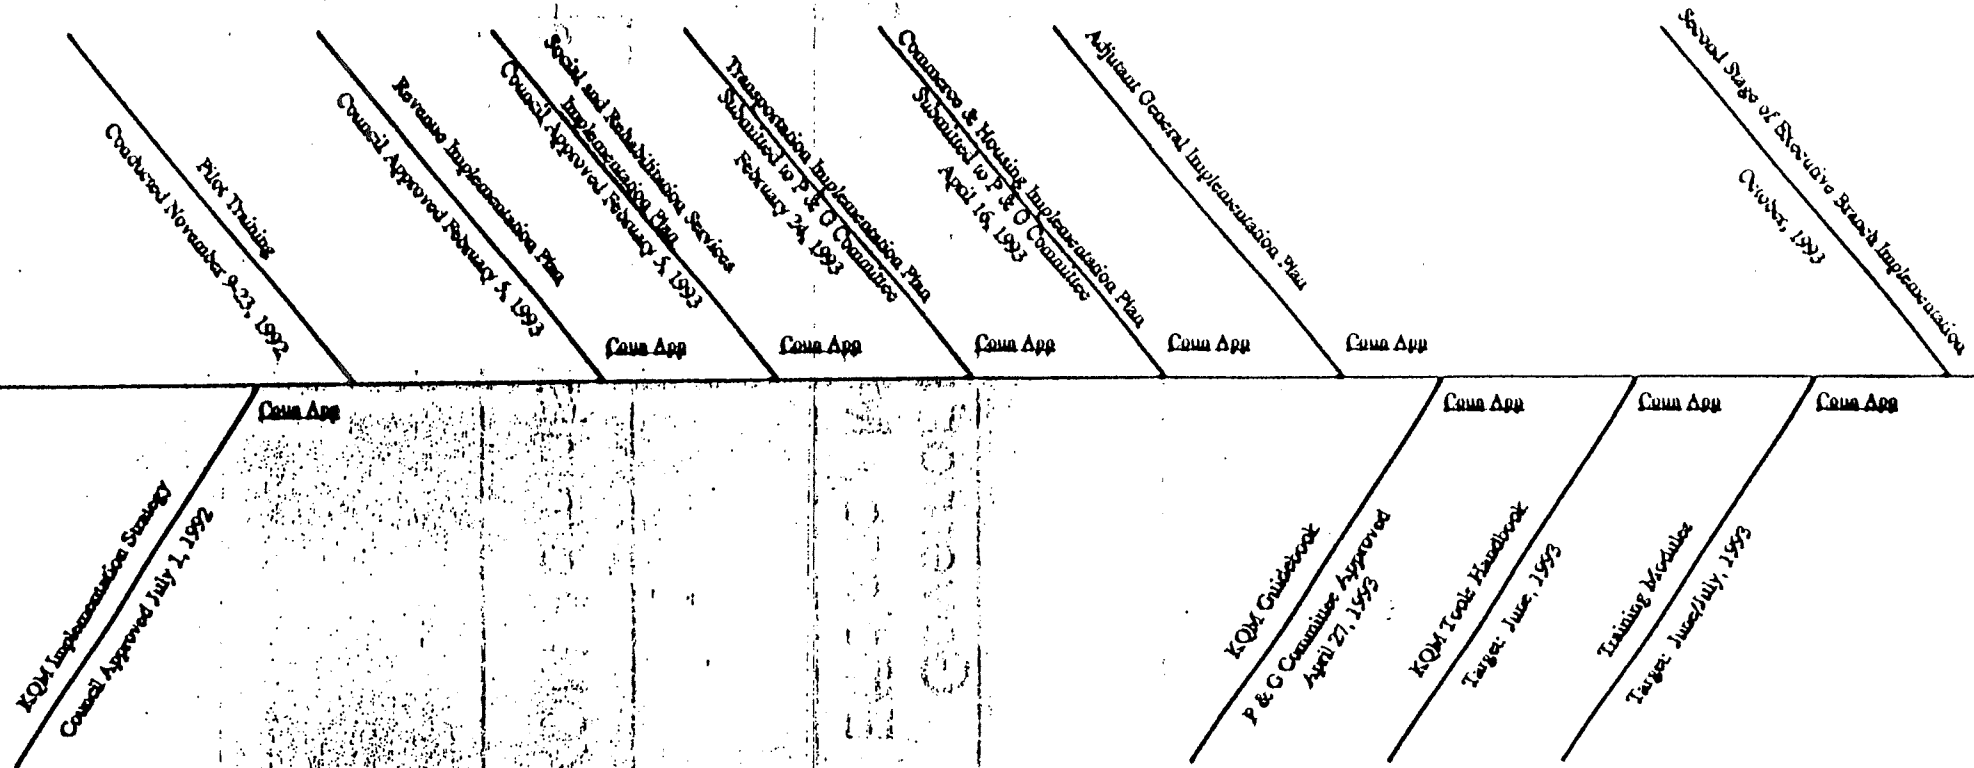 Pilot Training
Conducted November 9-23, 1992
Revenue Implementation Plan
Council Approved February 5, 1993
Social and Rehabilitation Services
Implementation Plan
Council Approved February 5, 1993
Transportation Implementation Plan
Submitted to P & G Committee
February 24, 1993
Commerce & Housing Implementation Plan
Submitted to P & G Committee
April 16, 1993
Adjutant General Implementation Plan
Second Stage of Executive Branch Implementation
October, 1993
Coun App
Coun App
Coun App
Coun App
Coun App
Coun App
Coun App
Coun App
Coun App
KQM Implementation Strategy
Council Approved July 1, 1992
KQM Guidebook
P & G Committee Approved
April 27, 1993
KQM Tools Handbook
Target: June, 1993
Training Modules
Target: June/July, 1993